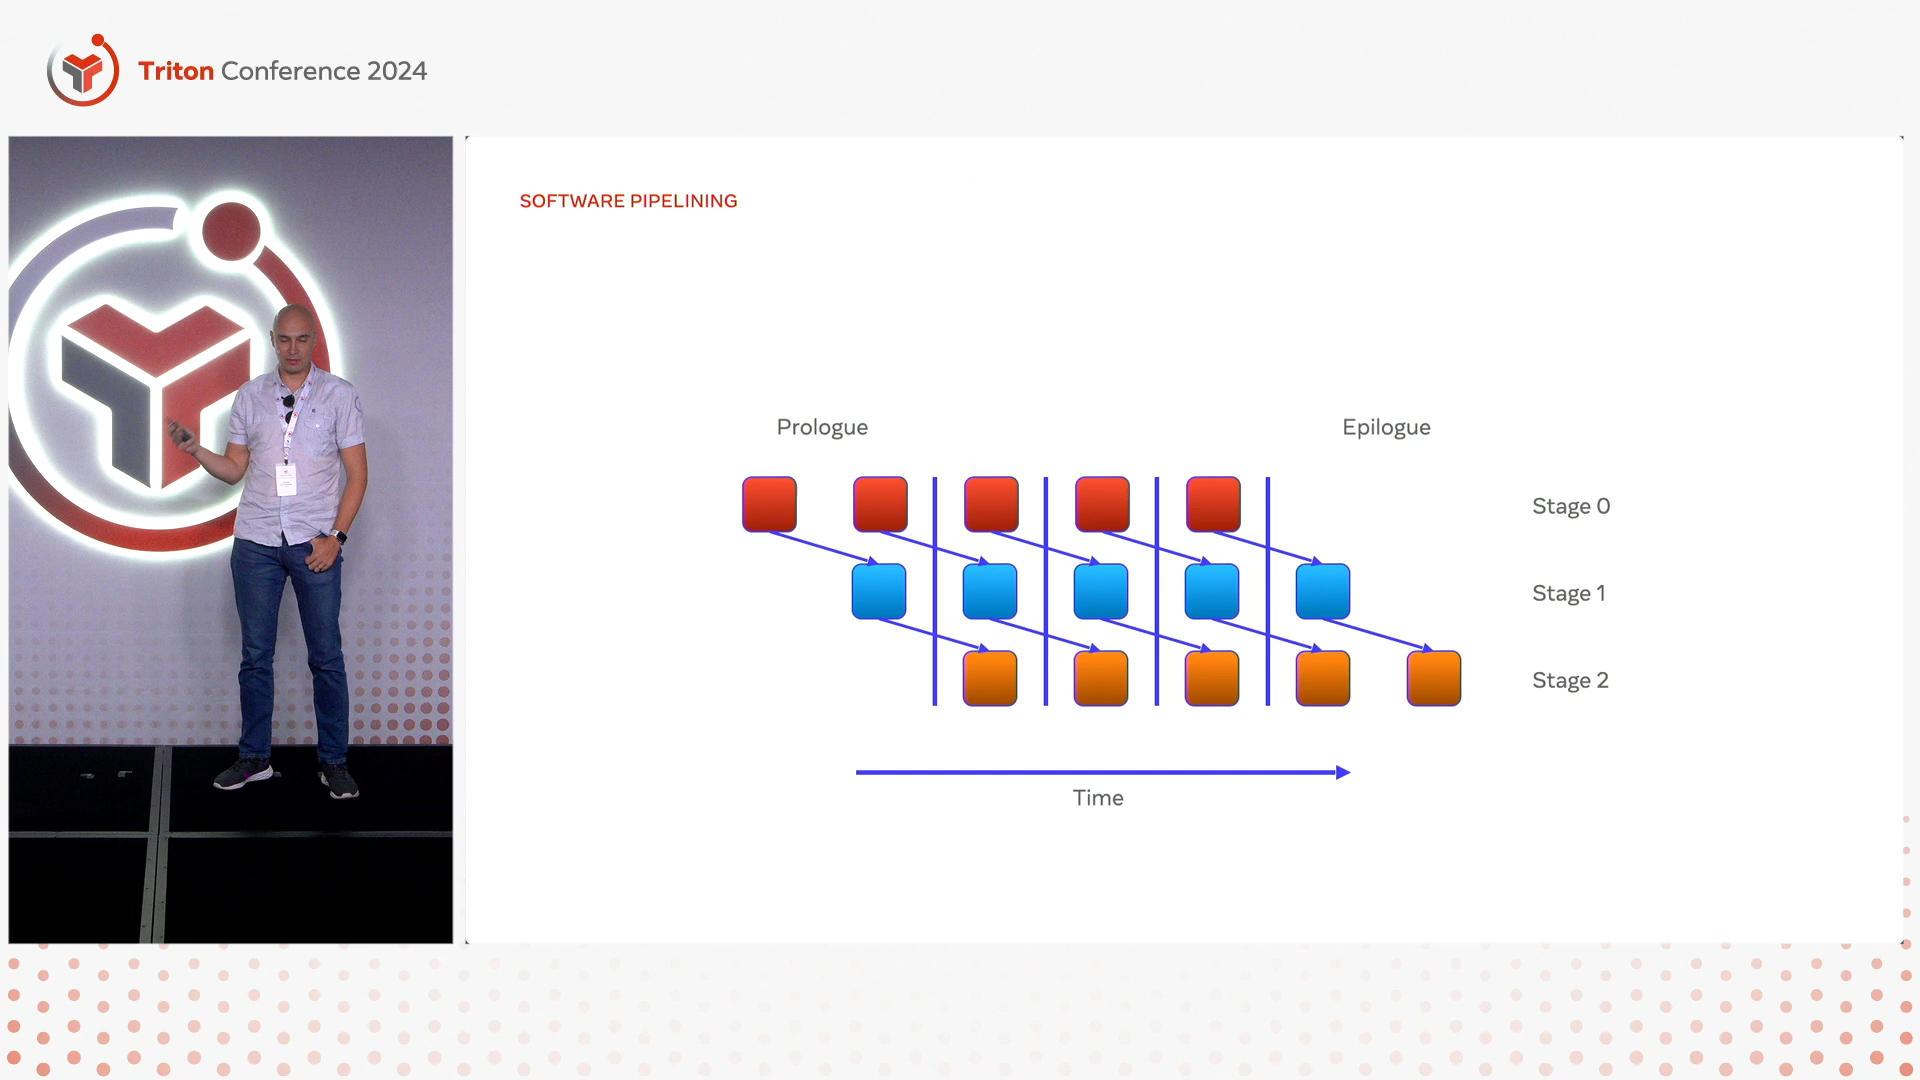 Triton Conference 2024
SOFTWARE PIPELINING
Prologue
Epilogue
Stage 0
Stage 1
Stage 2
Time